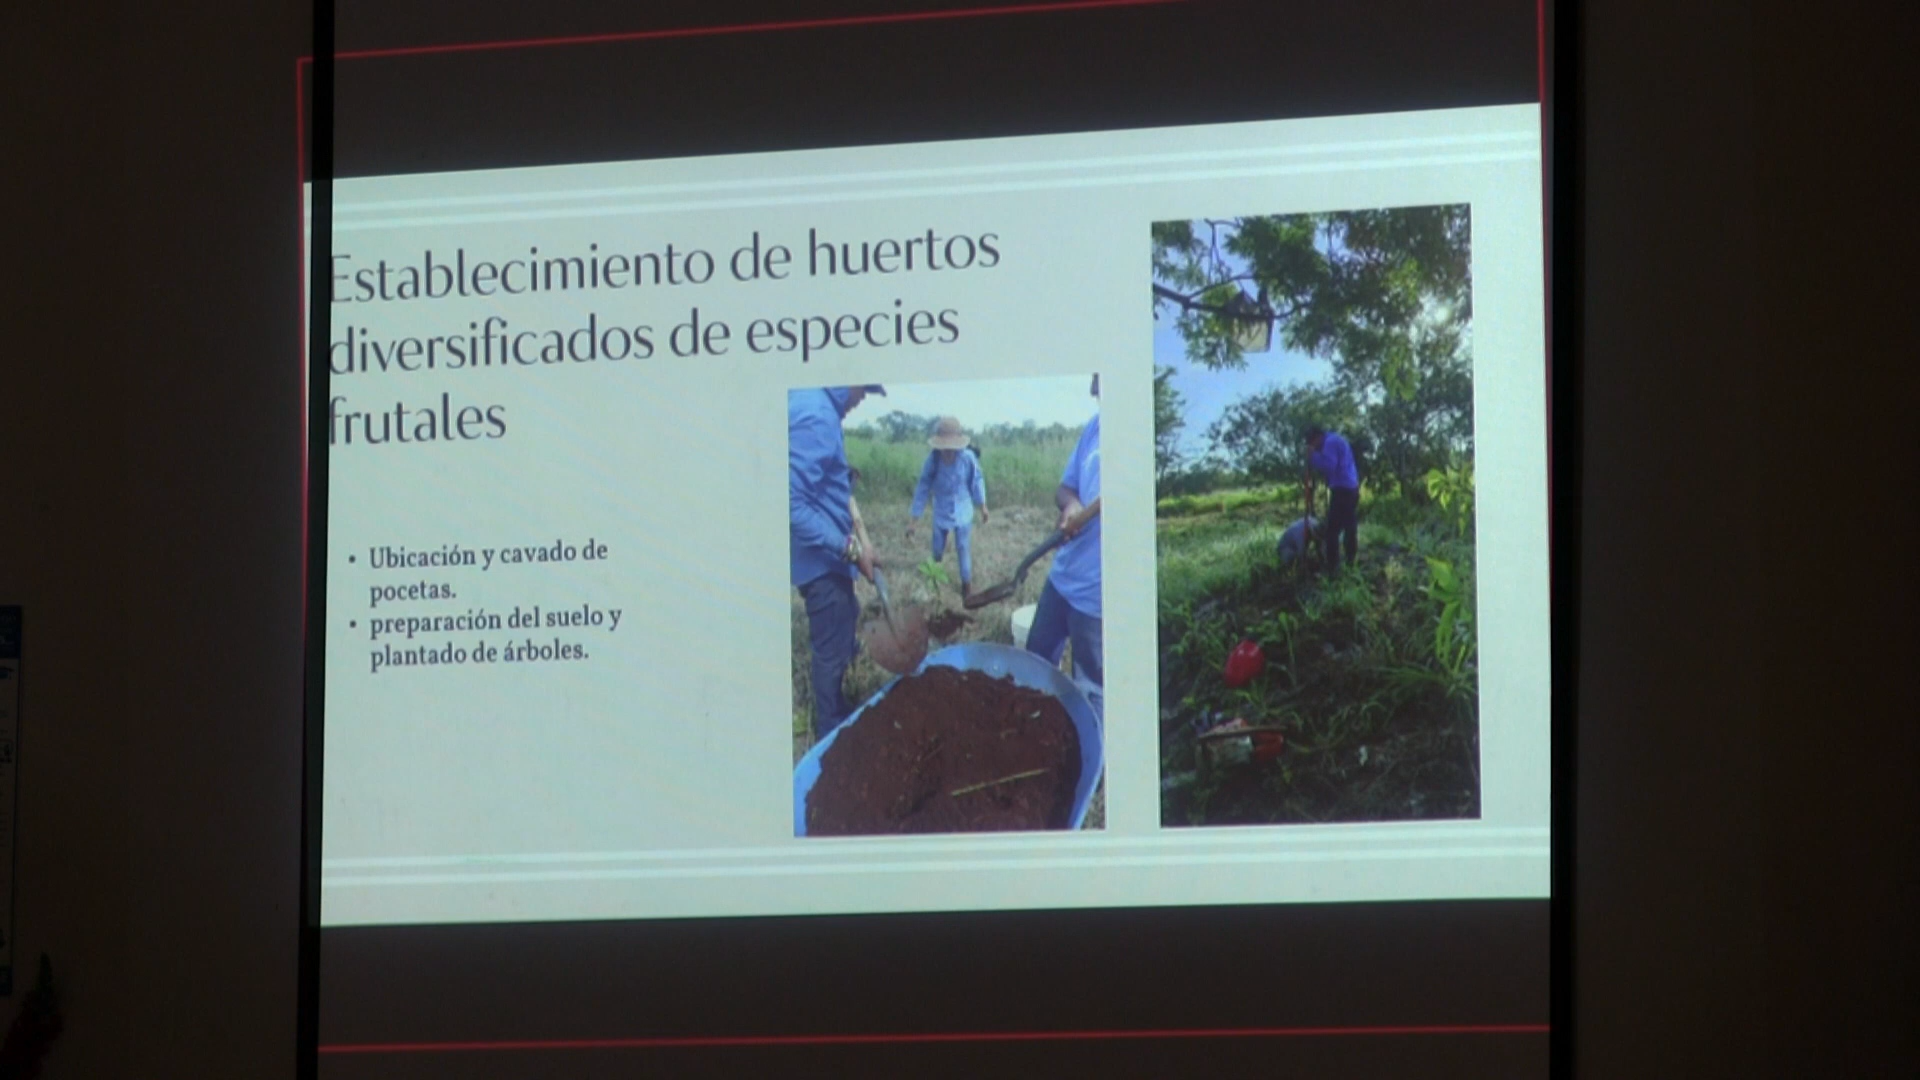 Establecimiento de huertos
diversificados de especies
frutales
• Ubicación y cavado de
pocetas.
• preparación del suelo y
plantado de árboles.